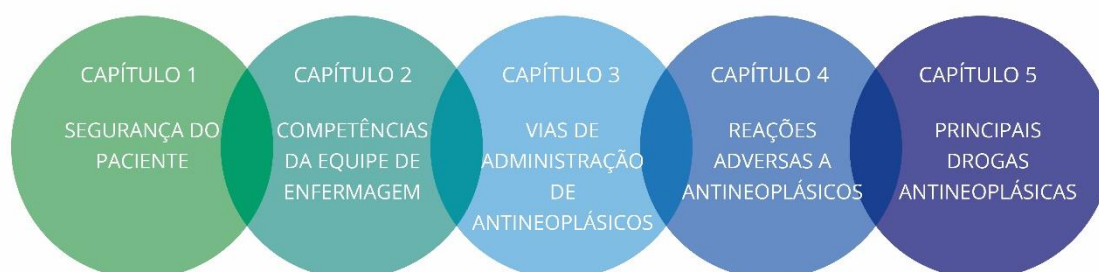 CAPÍTULO 1
SEGURANÇA DO
PACIENTE
CAPÍTULO 2
COMPETÊNCIAS
DA EQUIPE DE
ENFERMAGEM
CAPÍTULO 3
VIAS DE
ADMINISTRAÇÃO
DE
ANTINEOPLÁSICOS
CAPÍTULO 4
REAÇÕES
ADVERSAS A
ANTINEOPLÁSICOS
CAPÍTULO 5
PRINCIPAIS
DROGAS
ANTINEOPLÁSICAS